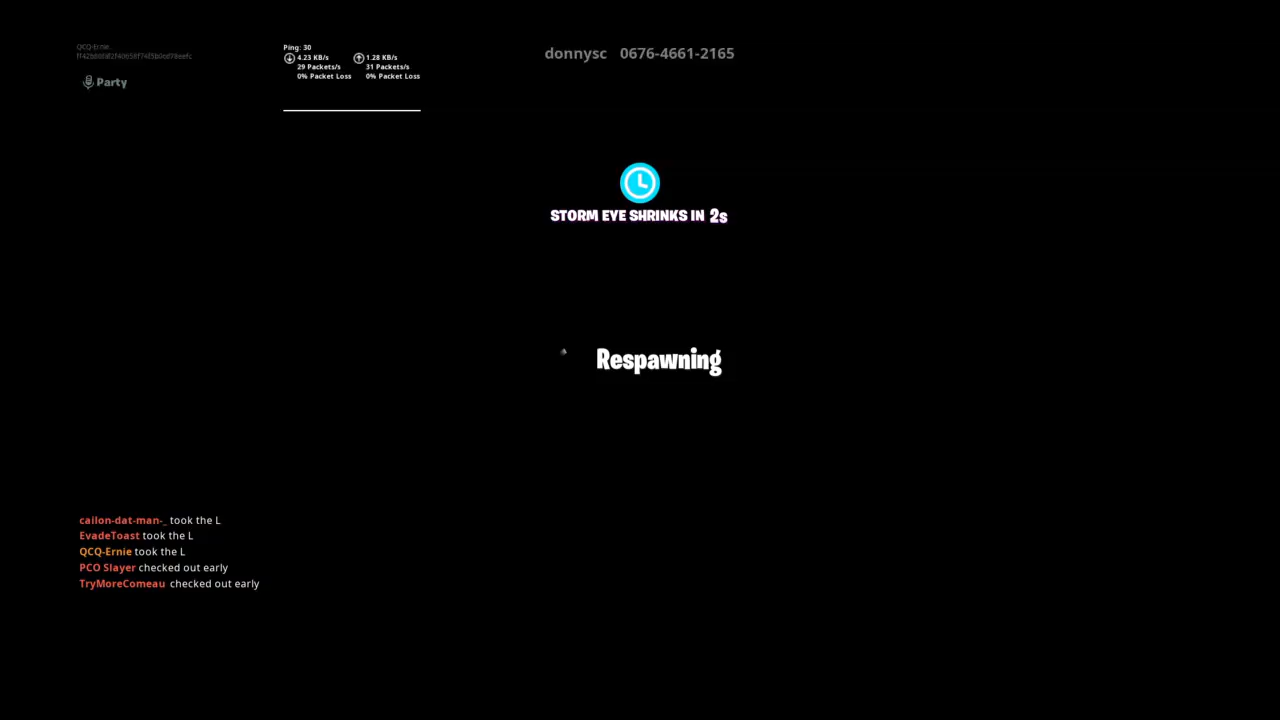 QCQ-Ernie
Party
Ping: 30
4.23 KB/s
29 Packets/s
0% Packet Loss
1.28 KB/s
31 Packets/s
0% Packet Loss
donnysc 0676-4661-2165
STORM EYE SHRINKS IN 2s
Respawning
cailon-dat-man-_ took the L
EvadeToast took the L
QCQ-Ernie took the L
PCO Slayer checked out early
TryMoreComeau checked out early